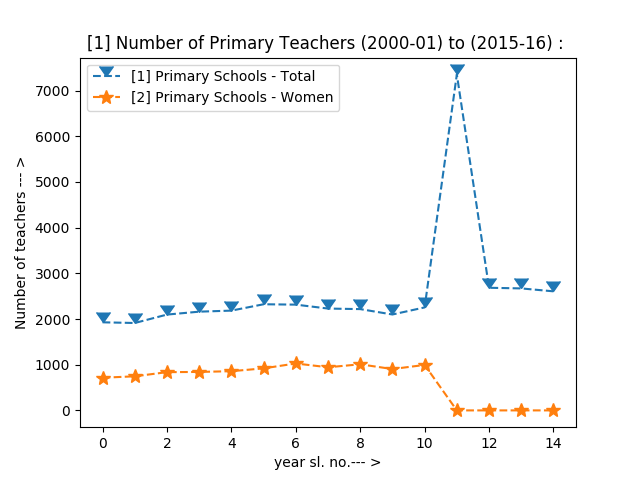 [1] Number of Primary Teachers (2000-01) to (2015-16) :
[1] Primary Schools - Total
[2] Primary Schools - Women
Number of teachers --- >
7000
6000
5000
4000
3000
2000
1000
0
0 2 4 6 8 10 12 14
year sl. no.--- >